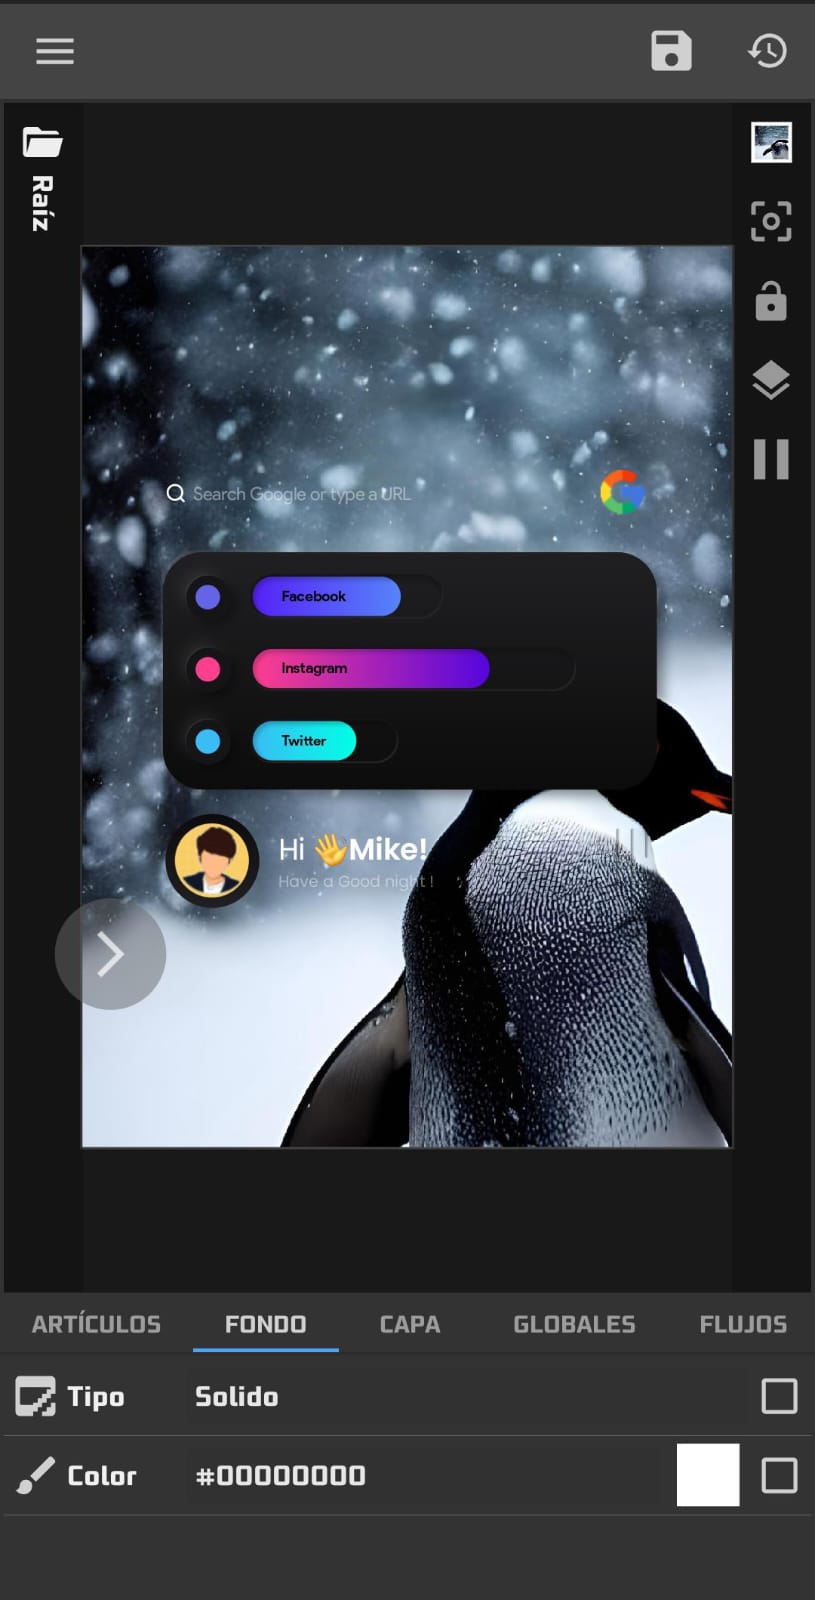 Raíz
Search Google or type a URL
Facebook
Instagram
Twitter
Hi 👋Mike!
Have a Good night !
ARTÍCULOS FONDO CAPA GLOBALES FLUJOS
Tipo Solido
Color #00000000